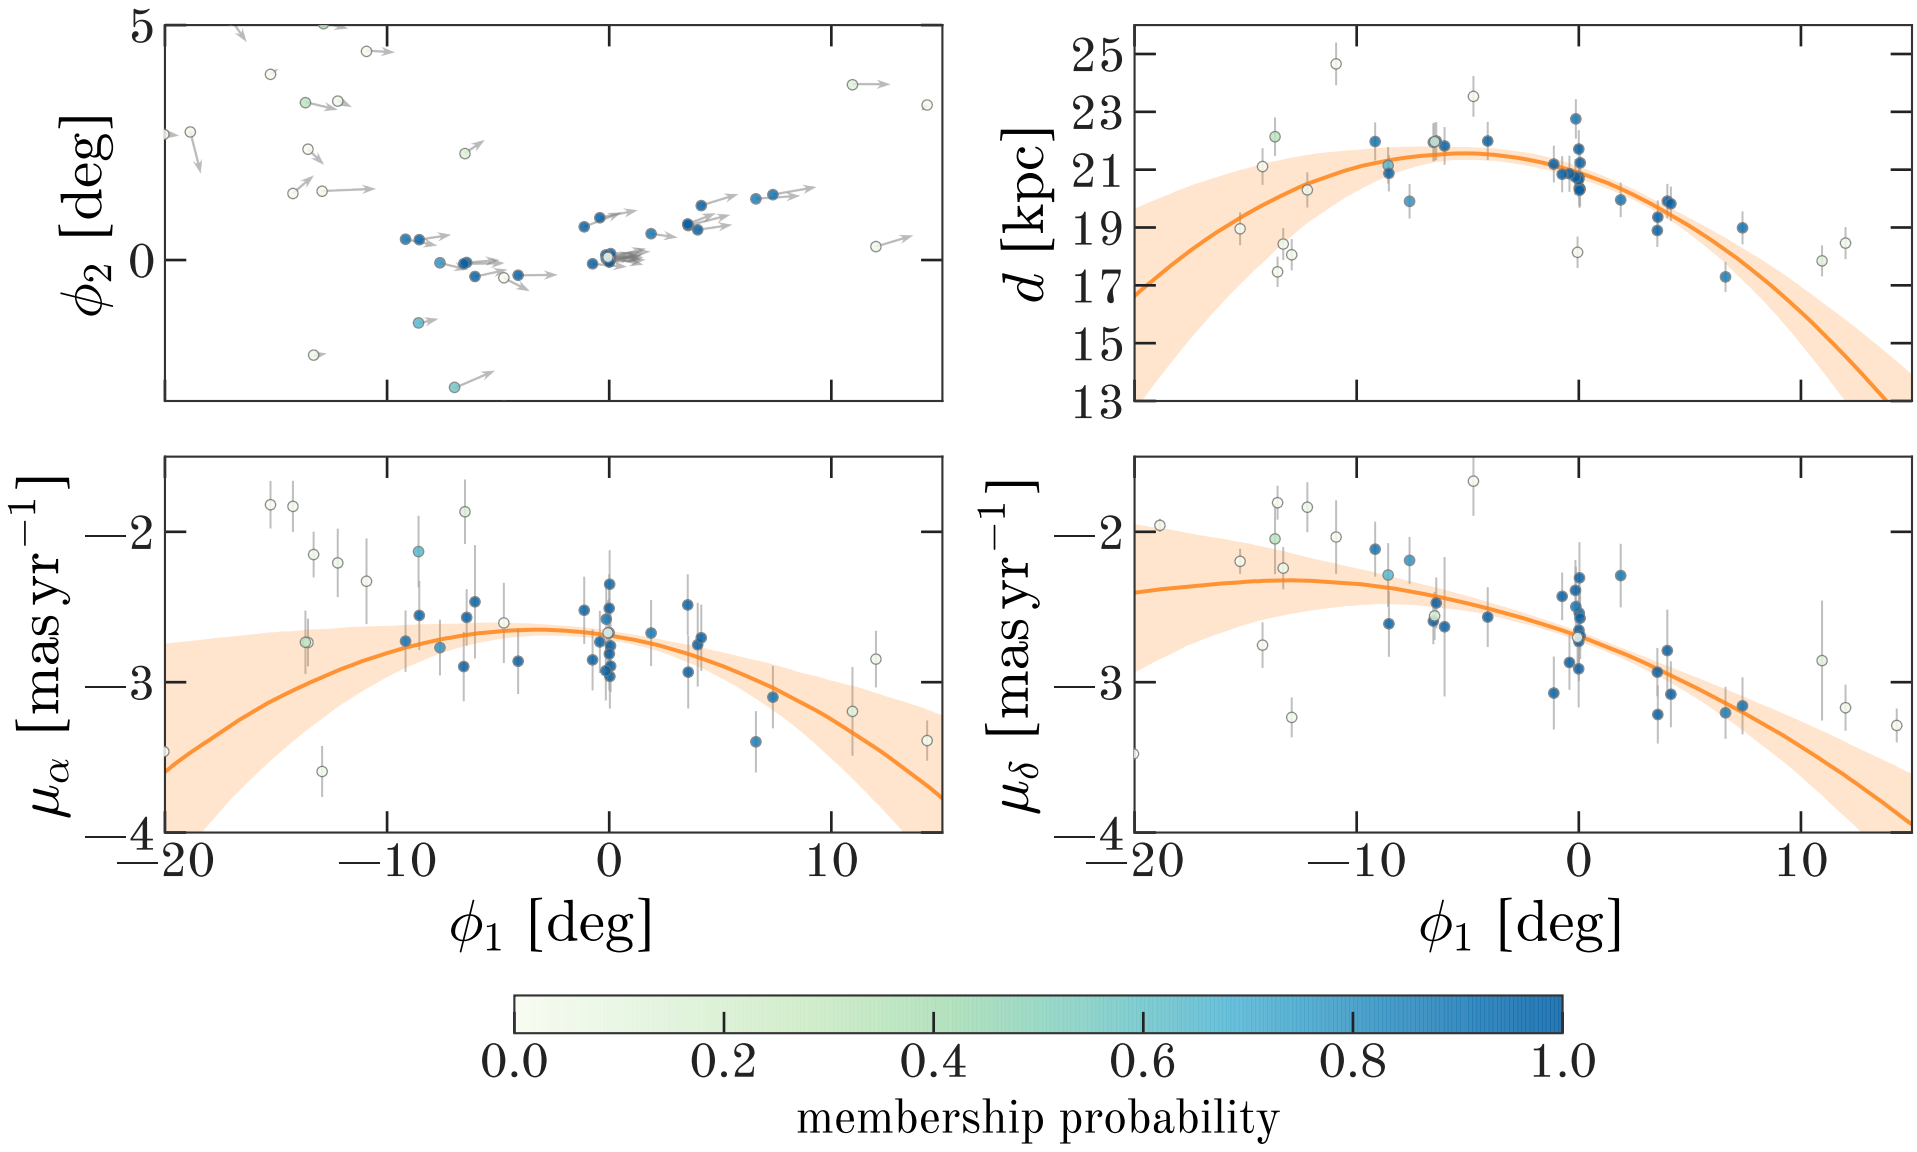 5
0
ϕ₂ [deg]
25
23
21
19
17
15
13
d [kpc]
−2
−3
−4
μ_α [mas yr⁻¹]
−20 −10 0 10
ϕ₁ [deg]
−2
−3
−4
μ_δ [mas yr⁻¹]
−20 −10 0 10
ϕ₁ [deg]
0.0 0.2 0.4 0.6 0.8 1.0
membership probability